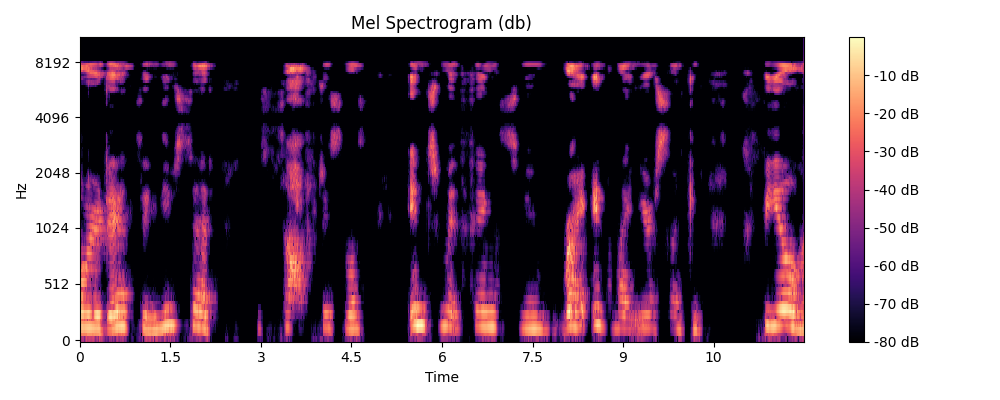 Mel Spectrogram (db)
8192
4096
2048
1024
512
0
Hz
0 1.5 3 4.5 6 7.5 9 10
Time
-10 dB
-20 dB
-30 dB
-40 dB
-50 dB
-60 dB
-70 dB
-80 dB